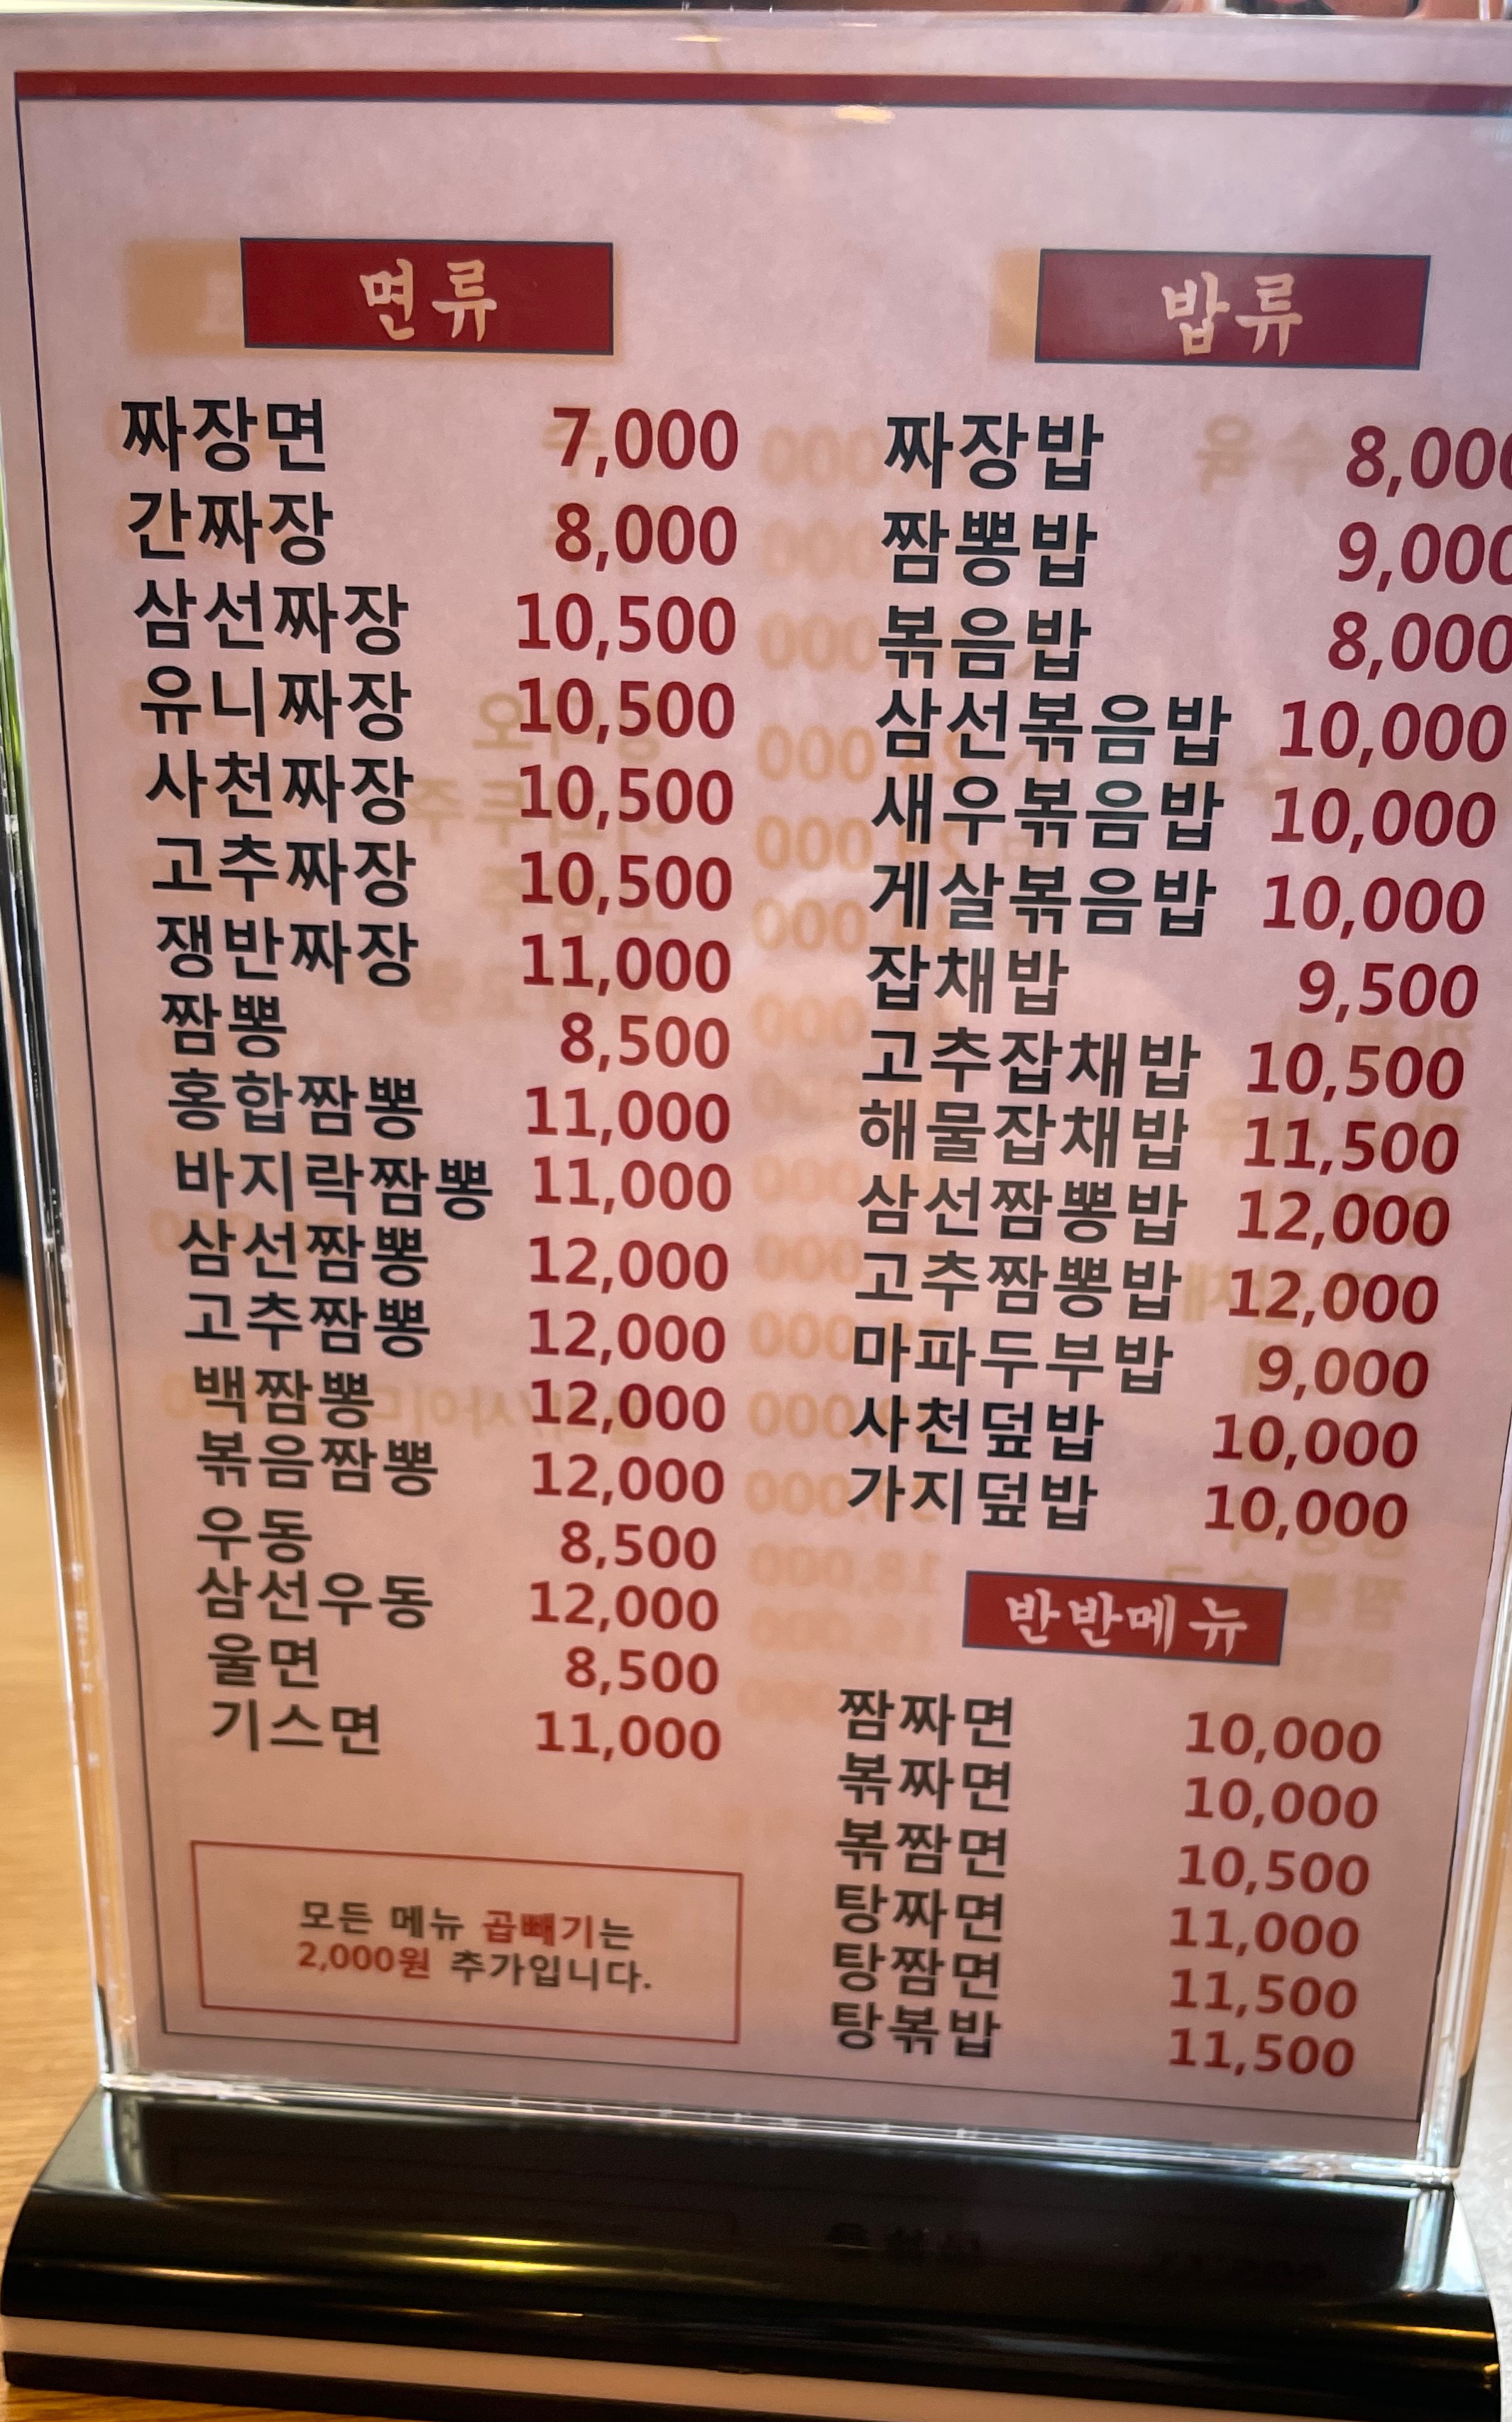 면류
짜장면 7,000
간짜장 8,000
삼선짜장 10,500
유니짜장 10,500
사천짜장 10,500
고추짜장 10,500
쟁반짜장 11,000
짬뽕 8,500
홍합짬뽕 11,000
바지락짬뽕 11,000
삼선짬뽕 12,000
고추짬뽕 12,000
백짬뽕 12,000
볶음짬뽕 12,000
우동 8,500
삼선우동 12,000
울면 8,500
기스면 11,000
모든 메뉴 곱빼기는
2,000원 추가입니다.
밥류
짜장밥 8,000
짬뽕밥 9,000
볶음밥 8,000
삼선볶음밥 10,000
새우볶음밥 10,000
게살볶음밥 10,000
잡채밥 9,500
고추잡채밥 10,500
해물잡채밥 11,500
삼선짬뽕밥 12,000
고추짬뽕밥 12,000
마파두부밥 9,000
사천덮밥 10,000
가지덮밥 10,000
반반메뉴
짬짜면 10,000
볶짜면 10,000
볶짬면 10,500
탕짜면 11,000
탕짬면 11,500
탕볶밥 11,500